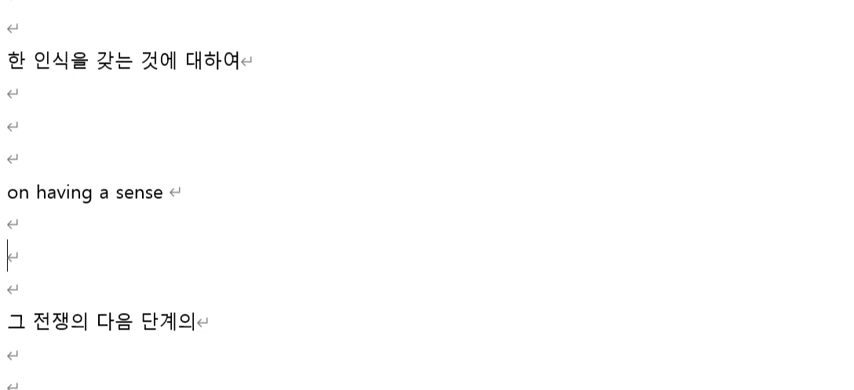 한 인식을 갖는 것에 대하여
on having a sense
그 전쟁의 다음 단계의